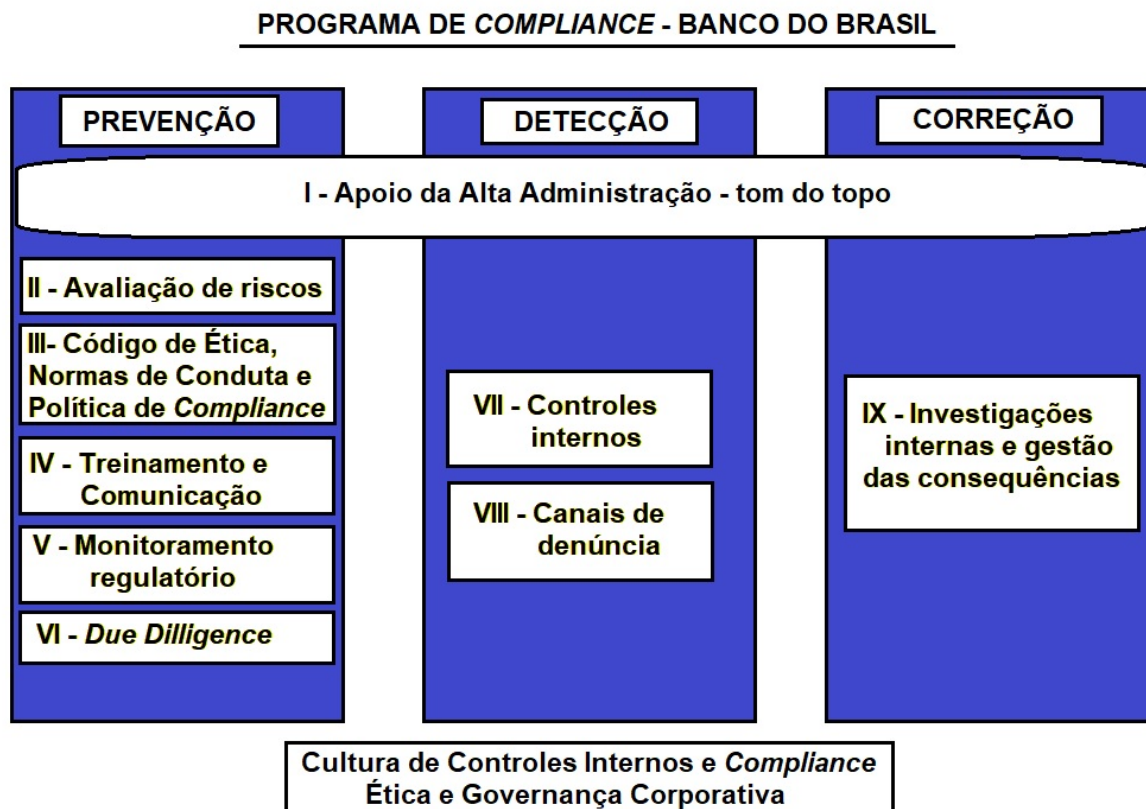 PROGRAMA DE COMPLIANCE - BANCO DO BRASIL
PREVENÇÃO
DETECÇÃO
CORREÇÃO
I - Apoio da Alta Administração - tom do topo
II - Avaliação de riscos
III- Código de Ética,
Normas de Conduta e
Política de Compliance
IV - Treinamento e
Comunicação
V - Monitoramento
regulatório
VI - Due Dilligence
VII - Controles
internos
VIII - Canais de
denúncia
IX - Investigações
internas e gestão
das consequências
Cultura de Controles Internos e Compliance
Ética e Governança Corporativa